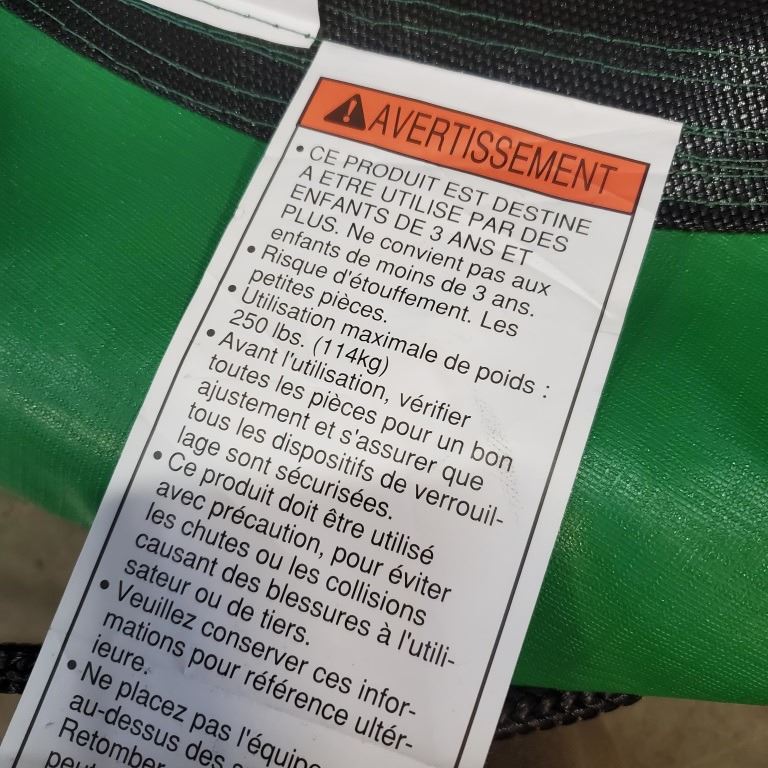 AVERTISSEMENT
• CE PRODUIT EST DESTINE
A ETRE UTILISE PAR DES
ENFANTS DE 3 ANS ET
PLUS. Ne convient pas aux
enfants de moins de 3 ans.
• Risque d'étouffement. Les
petites pièces.
• Utilisation maximale de poids :
250 lbs. (114kg)
• Avant l'utilisation, vérifier
toutes les pièces pour un bon
ajustement et s'assurer que
tous les dispositifs de verrouil-
lage sont sécurisées.
• Ce produit doit être utilisé
avec précaution, pour éviter
les chutes ou les collisions
causant des blessures à l'utili-
sateur ou de tiers.
• Veuillez conserver ces infor-
mations pour référence ultér-
ieure.
• Ne placez pas
au-dessus des